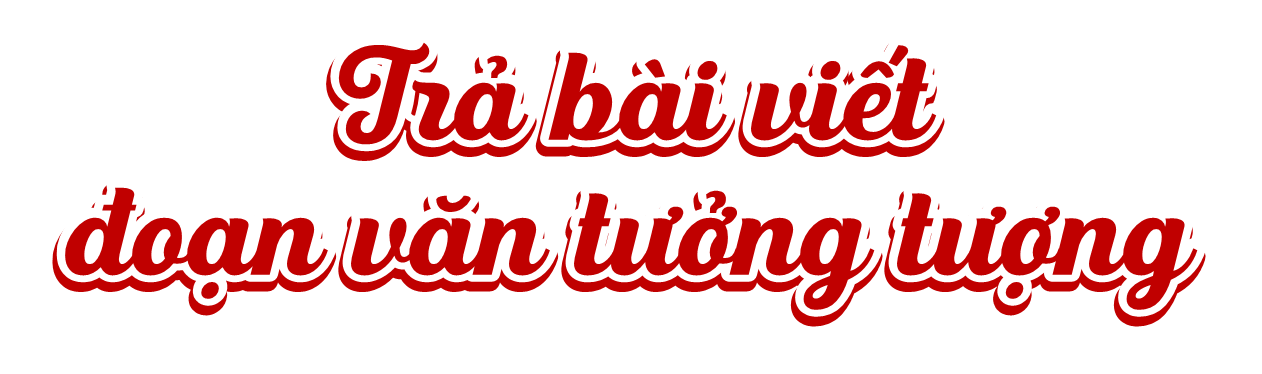 Trả bài viết
đoạn văn tưởng tượng